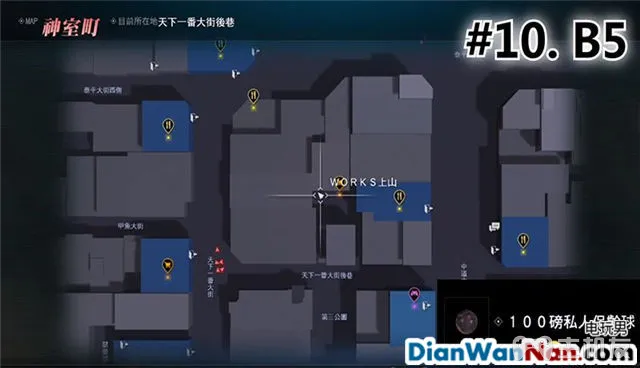 MAP 神室町 目前所在地 天下一番大街後巷
#10. B5
泰平大街西側
WORKS上山
甲魚大街
天下一番大街
天下一番大街後巷
第三公園
100磅私人保齡球
电玩男
DianWanNan.com